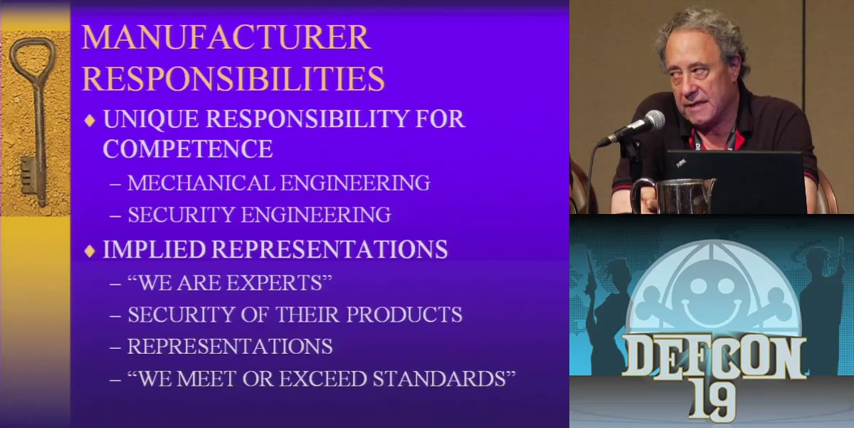 MANUFACTURER
RESPONSIBILITIES
UNIQUE RESPONSIBILITY FOR
COMPETENCE
– MECHANICAL ENGINEERING
– SECURITY ENGINEERING
IMPLIED REPRESENTATIONS
– “WE ARE EXPERTS”
– SECURITY OF THEIR PRODUCTS
– REPRESENTATIONS
– “WE MEET OR EXCEED STANDARDS”
DEFCON
19